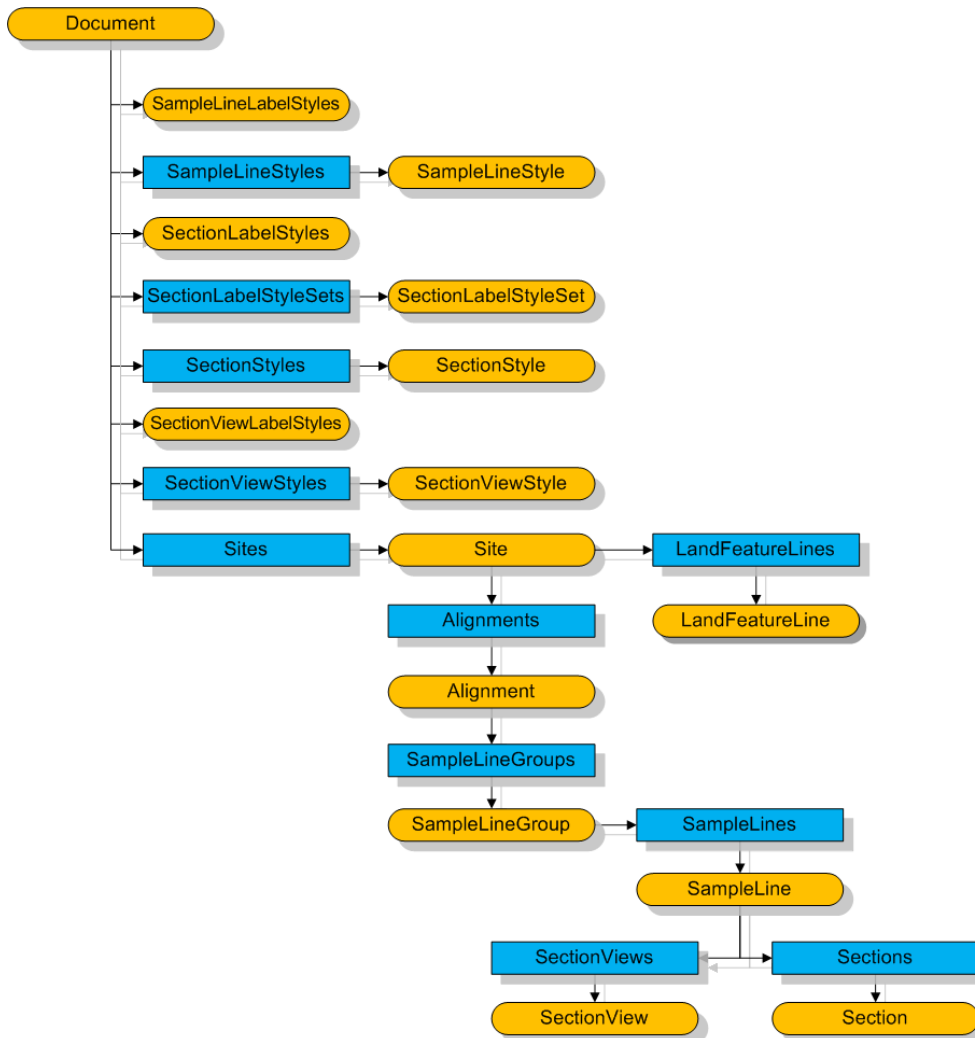 Document
SampleLineLabelStyles
SampleLineStyles
SampleLineStyle
SectionLabelStyles
SectionLabelStyleSets
SectionLabelStyleSet
SectionStyles
SectionStyle
SectionViewLabelStyles
SectionViewStyles
SectionViewStyle
Sites
Site
LandFeatureLines
Alignments
LandFeatureLine
Alignment
SampleLineGroups
SampleLineGroup
SampleLines
SampleLine
SectionViews
Sections
SectionView
Section